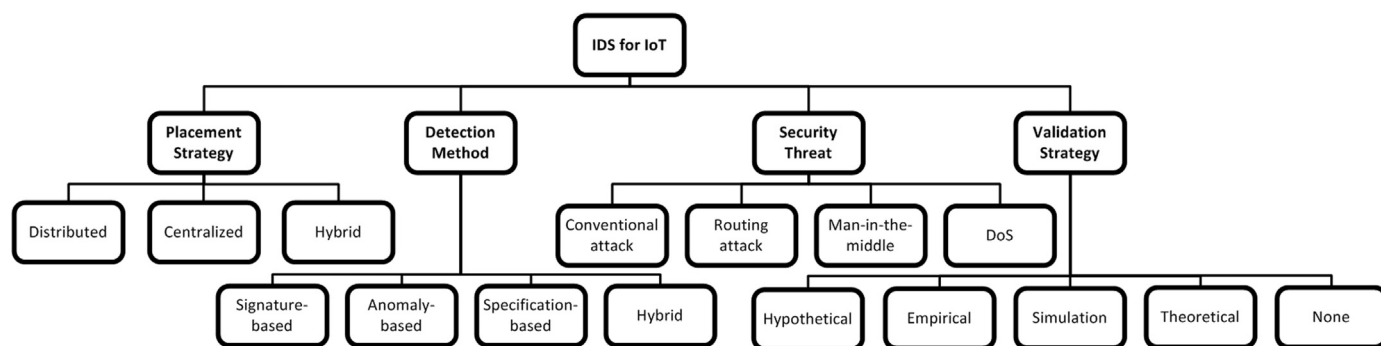 IDS for IoT
Placement
Strategy
Detection
Method
Security
Threat
Validation
Strategy
Distributed
Centralized
Hybrid
Conventional
attack
Routing
attack
Man-in-the-
middle
DoS
Signature-
based
Anomaly-
based
Specification-
based
Hybrid
Hypothetical
Empirical
Simulation
Theoretical
None